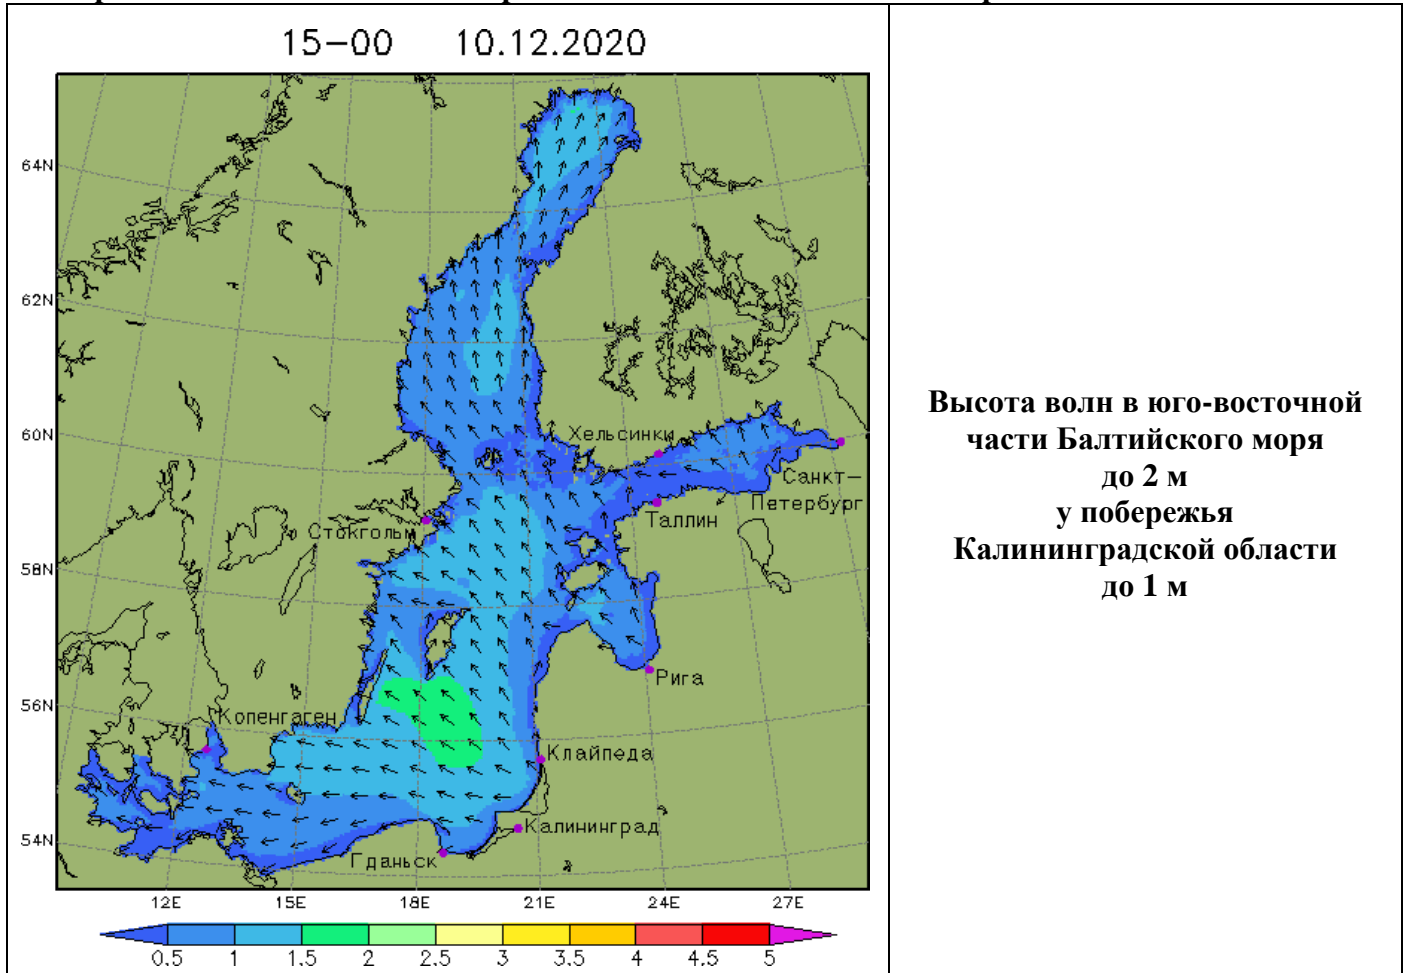 15-00 10.12.2020
64N
62N
60N
58N
56N
54N
Хельсинки
Санкт-
Петербург
Таллин
Стокгольм
Рига
Копенгаген
Клайпеда
Калининград
Гданьск
12E 15E 18E 21E 24E 27E
0.5 1 1.5 2 2.5 3 3.5 4 4.5 5
Высота волн в юго-восточной
части Балтийского моря
до 2 м
у побережья
Калининградской области
до 1 м